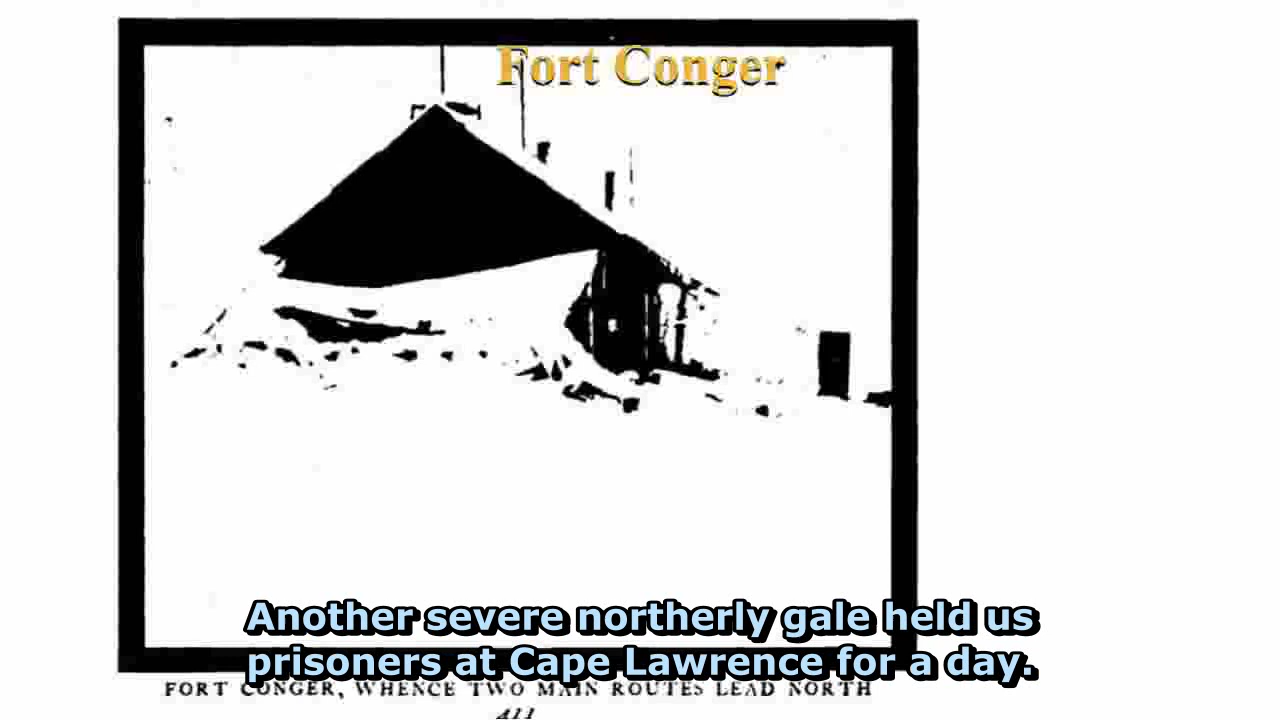 Fort Conger
Another severe northerly gale held us
prisoners at Cape Lawrence for a day.
FORT CONGER, WHENCE TWO MAIN ROUTES LEAD NORTH
411